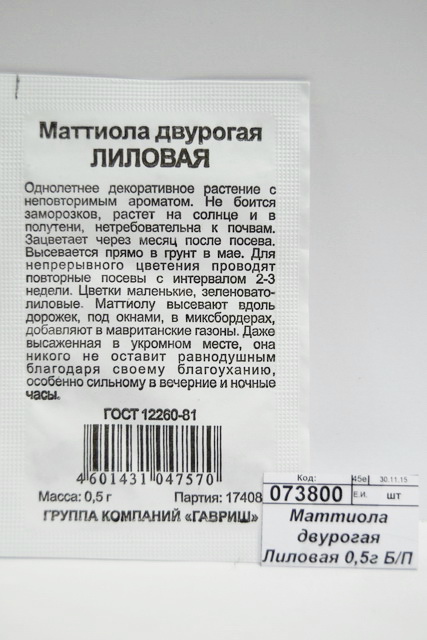 Маттиола двурогая
ЛИЛОВАЯ
Однолетнее декоративное растение с
неповторимым ароматом. Не боится
заморозков, растет на солнце и в
полутени, нетребовательна к почвам.
Зацветает через месяц после посева.
Высевается прямо в грунт в мае. Для
непрерывного цветения проводят
повторные посевы с интервалом 2-3
недели. Цветки маленькие, зеленовато-
лиловые. Маттиолу высевают вдоль
дорожек, под окнами, в миксбордерах,
добавляют в мавританские газоны. Даже
высаженная в укромном месте, она
никого не оставит равнодушным
благодаря своему благоуханию,
особенно сильному в вечерние и ночные
часы.
ГОСТ 12260-81
4 601431 047570
Масса: 0,5 г Партия: 17408
ГРУППА КОМПАНИЙ «ГАВРИШ»
Код: 45е 30.11.15
073800 Е.И. шт
Маттиола
двурогая
Лиловая 0,5г Б/П